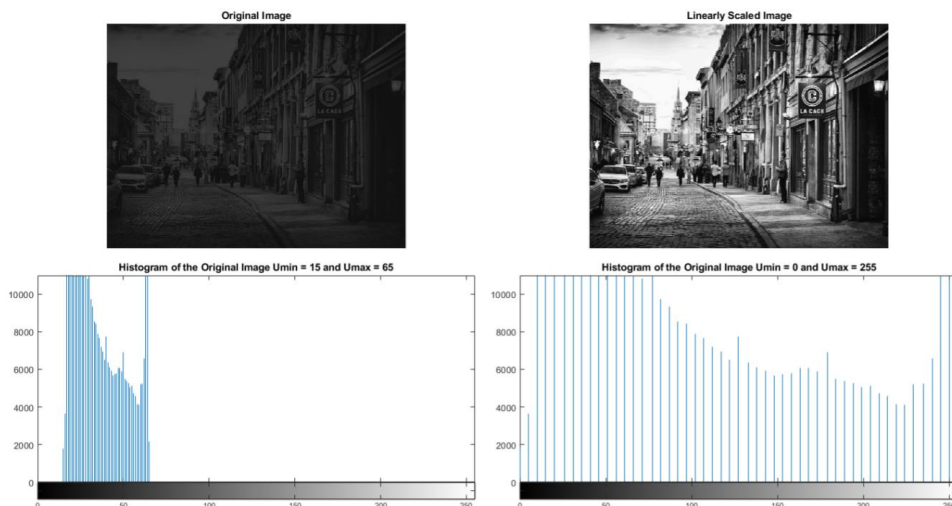 Original Image
Linearly Scaled Image
LA CAGE
LA CAGE
Histogram of the Original Image Umin = 15 and Umax = 65
Histogram of the Original Image Umin = 0 and Umax = 255
10000
8000
6000
4000
2000
0
0 50 100 150 200 250
10000
8000
6000
4000
2000
0
0 50 100 150 200 250